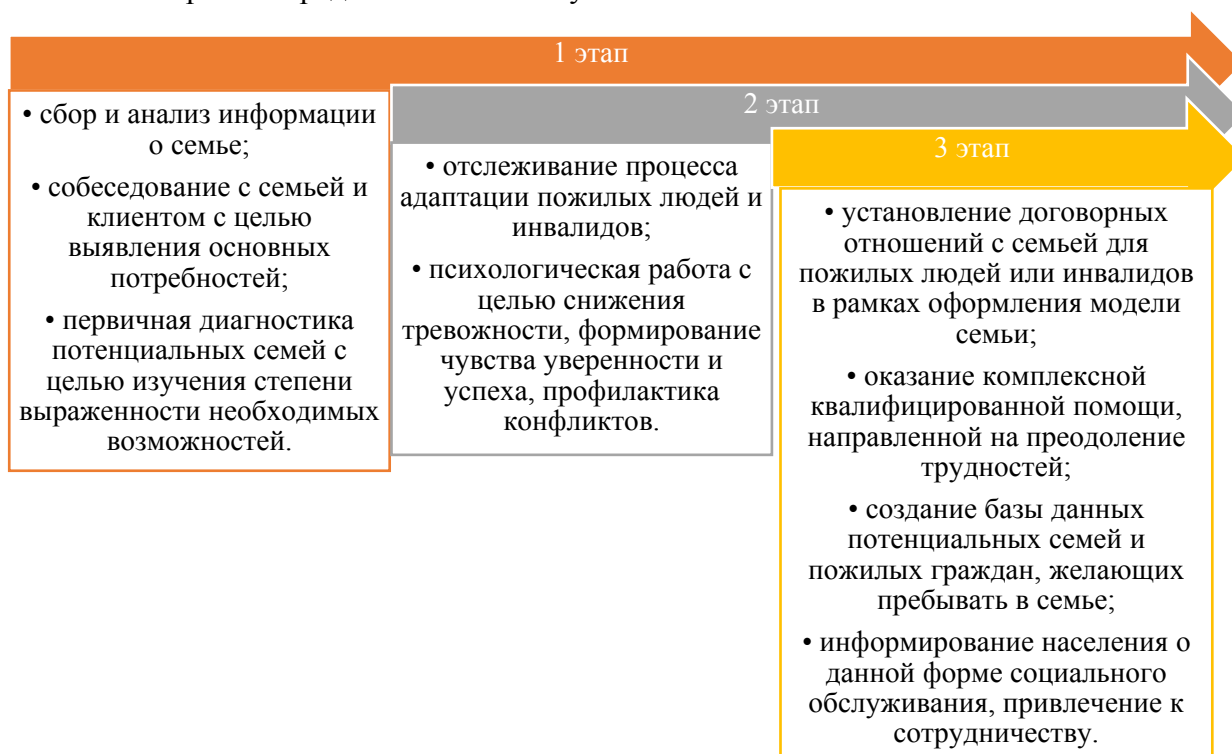 1 этап
• сбор и анализ информации
о семье;
• собеседование с семьей и
клиентом с целью
выявления основных
потребностей;
• первичная диагностика
потенциальных семей с
целью изучения степени
выраженности необходимых
возможностей.
2 этап
• отслеживание процесса
адаптации пожилых людей и
инвалидов;
• психологическая работа с
целью снижения
тревожности, формирование
чувства уверенности и
успеха, профилактика
конфликтов.
3 этап
• установление договорных
отношений с семьей для
пожилых людей или инвалидов
в рамках оформления модели
семьи;
• оказание комплексной
квалифицированной помощи,
направленной на преодоление
трудностей;
• создание базы данных
потенциальных семей и
пожилых граждан, желающих
пребывать в семье;
• информирование населения о
данной форме социального
обслуживания, привлечение к
сотрудничеству.